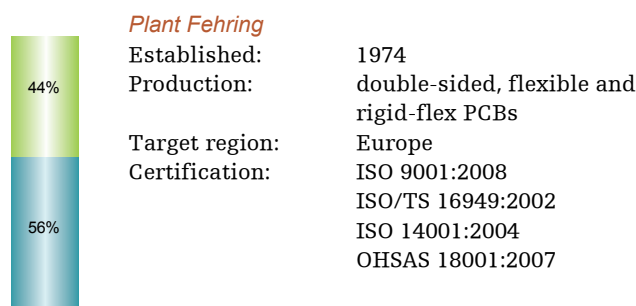 Plant Fehring
Established: 1974
Production: double-sided, flexible and
rigid-flex PCBs
Target region: Europe
Certification: ISO 9001:2008
ISO/TS 16949:2002
ISO 14001:2004
OHSAS 18001:2007
44%
56%